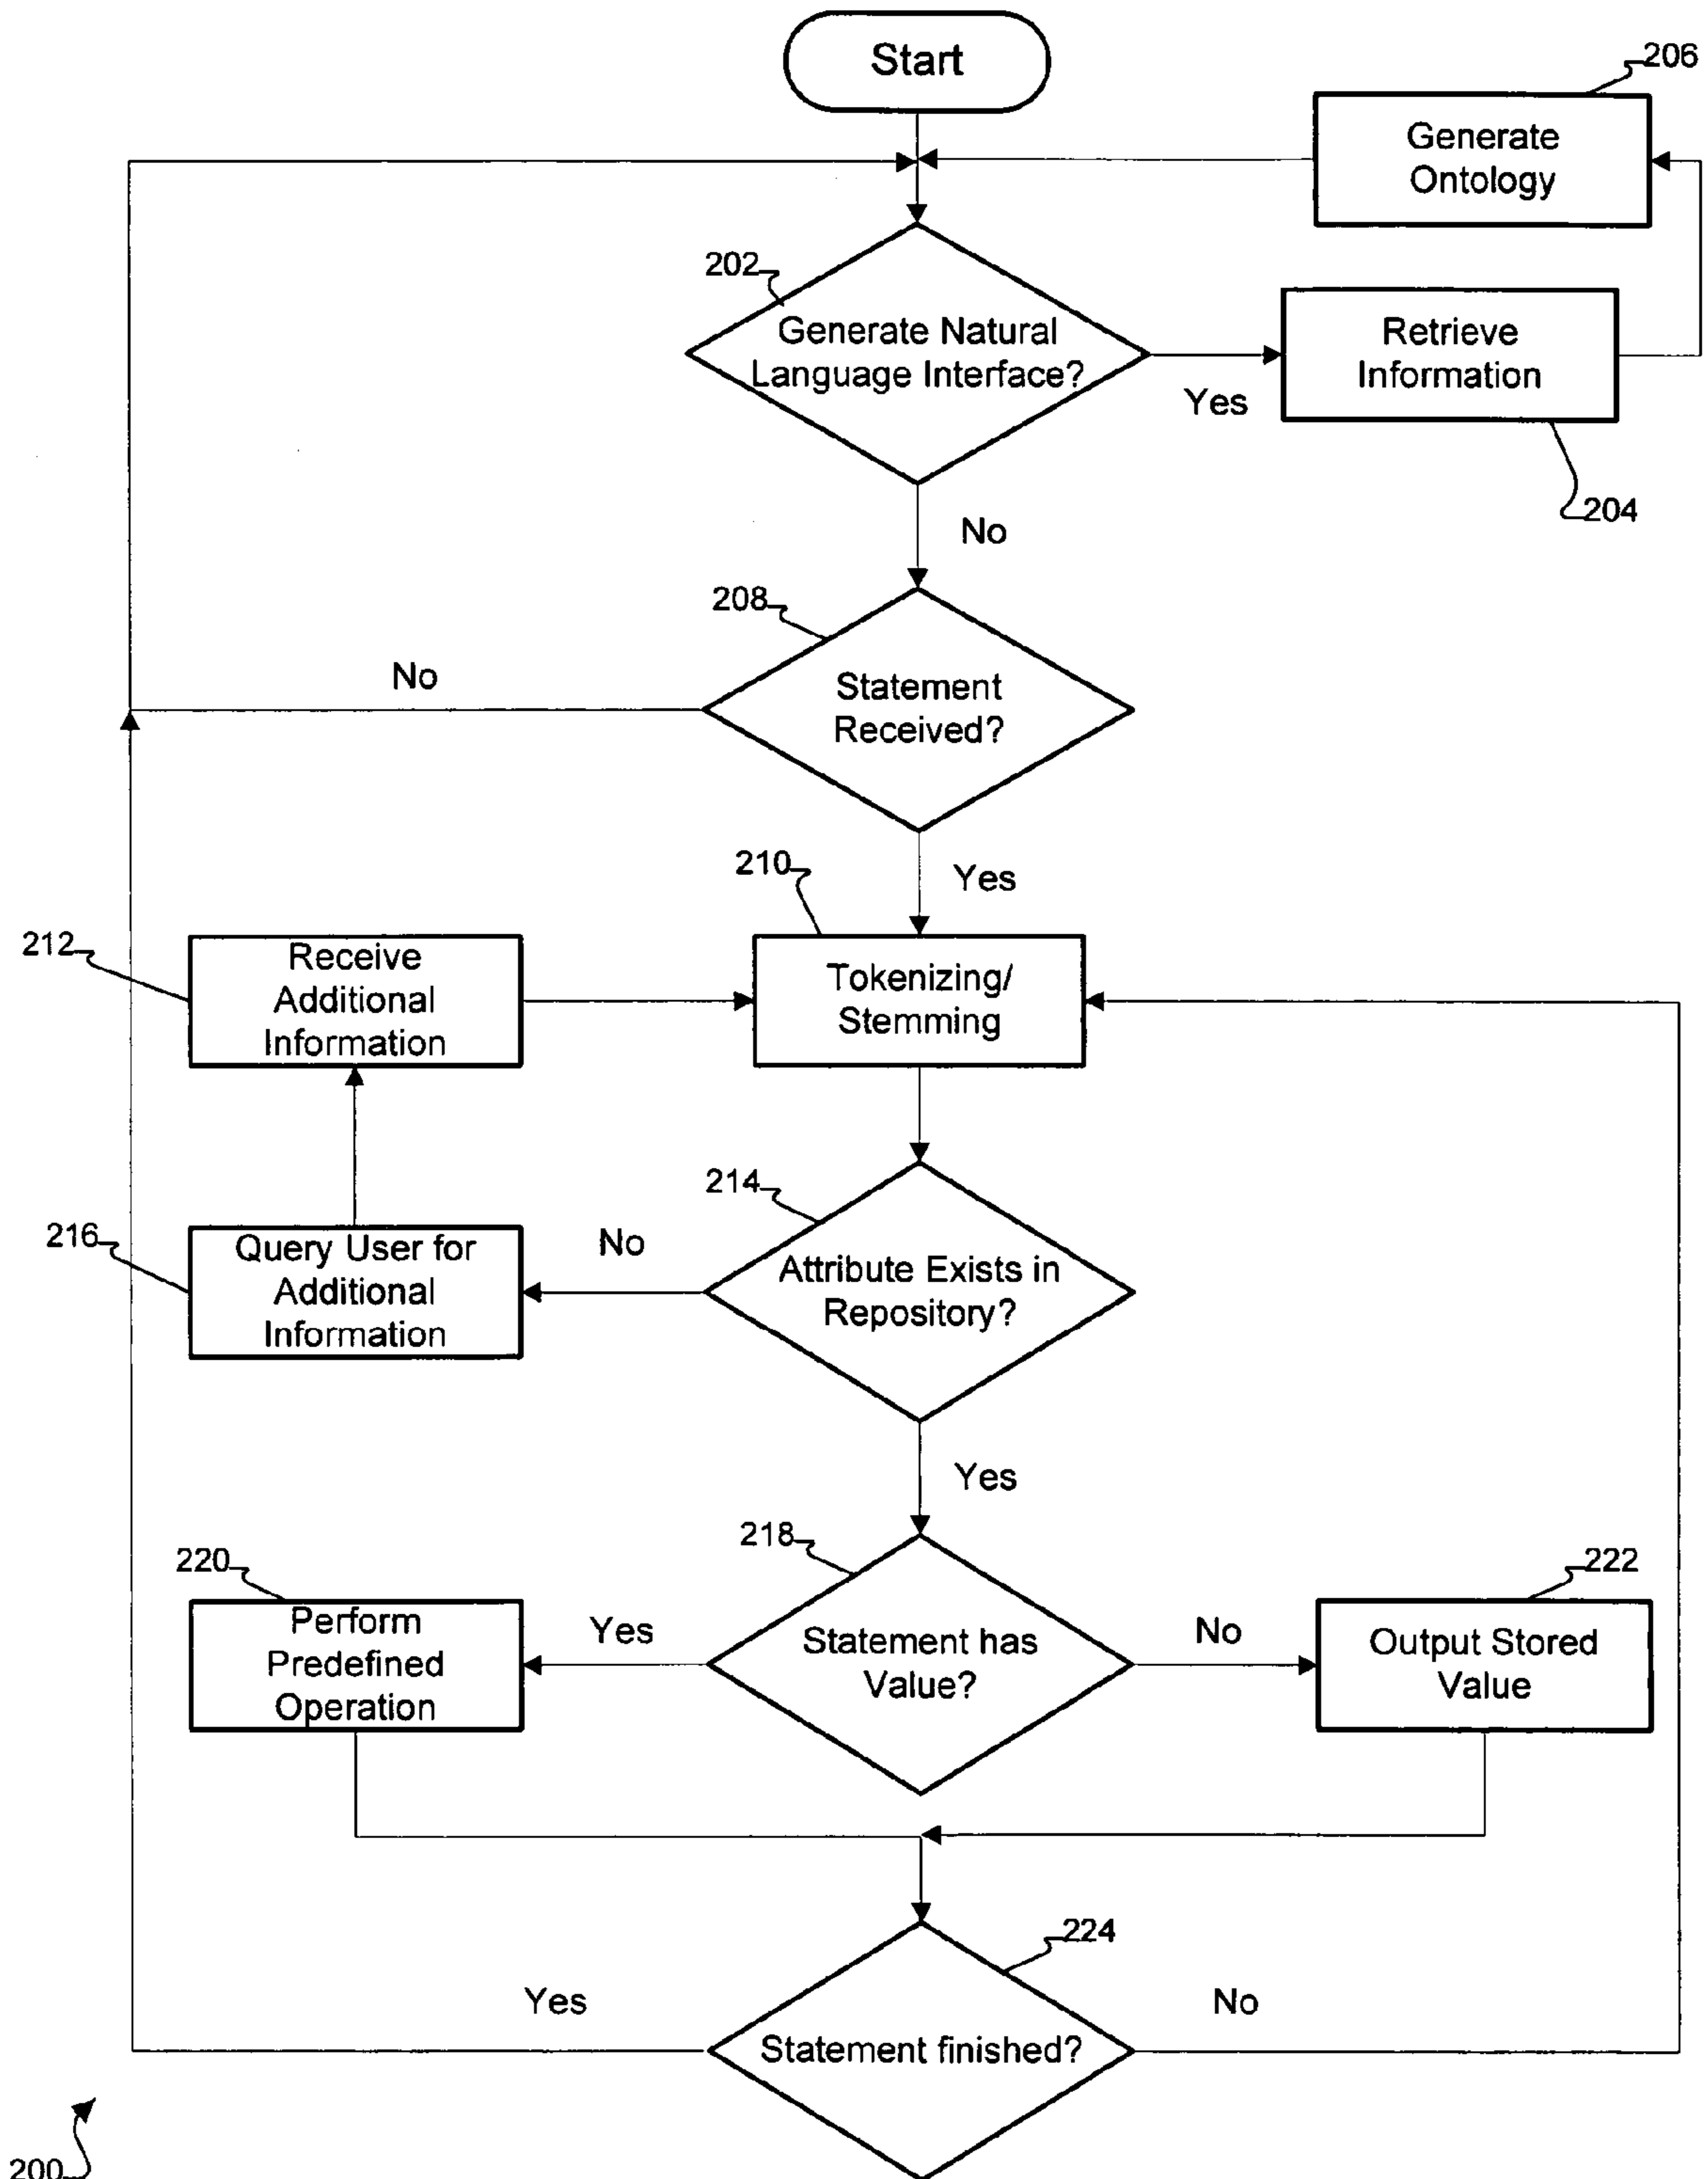 Start
206
Generate
Ontology
202
Generate Natural
Language Interface?
Yes
Retrieve
Information
204
No
208
Statement
Received?
No
Yes
210
212
Receive
Additional
Information
Tokenizing/
Stemming
214
216
Query User for
Additional
Information
No
Attribute Exists in
Repository?
Yes
218
220
222
Perform
Predefined
Operation
Yes
Statement has
Value?
No
Output Stored
Value
224
Yes
No
Statement finished?
200